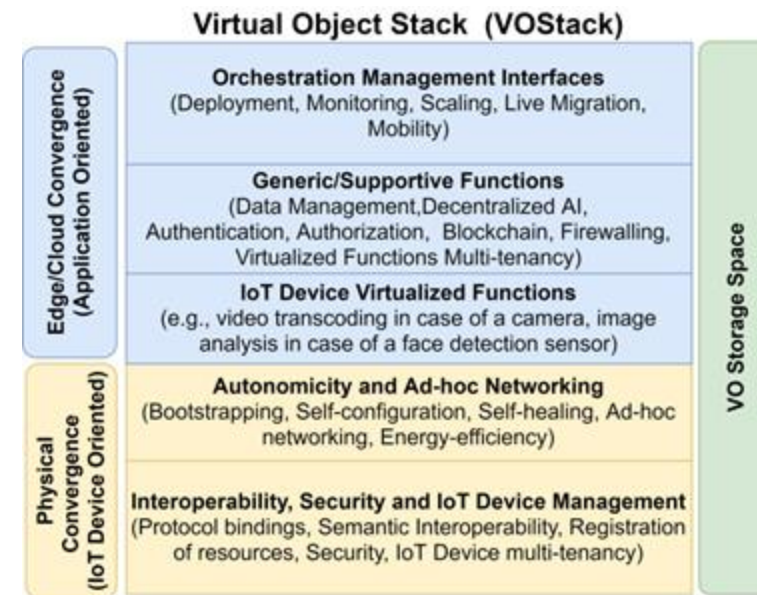 Virtual Object Stack (VOStack)
Edge/Cloud Convergence
(Application Oriented)
Orchestration Management Interfaces
(Deployment, Monitoring, Scaling, Live Migration,
Mobility)
Generic/Supportive Functions
(Data Management,Decentralized AI,
Authentication, Authorization, Blockchain, Firewalling,
Virtualized Functions Multi-tenancy)
IoT Device Virtualized Functions
(e.g., video transcoding in case of a camera, image
analysis in case of a face detection sensor)
Physical
Convergence
(IoT Device Oriented)
Autonomicity and Ad-hoc Networking
(Bootstrapping, Self-configuration, Self-healing, Ad-hoc
networking, Energy-efficiency)
Interoperability, Security and IoT Device Management
(Protocol bindings, Semantic Interoperability, Registration
of resources, Security, IoT Device multi-tenancy)
VO Storage Space